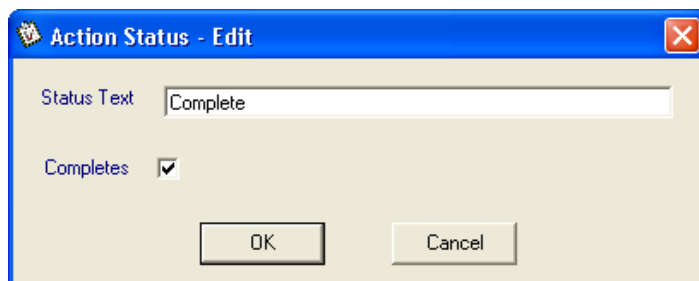 Action Status - Edit
Status Text
Complete
Completes
OK
Cancel